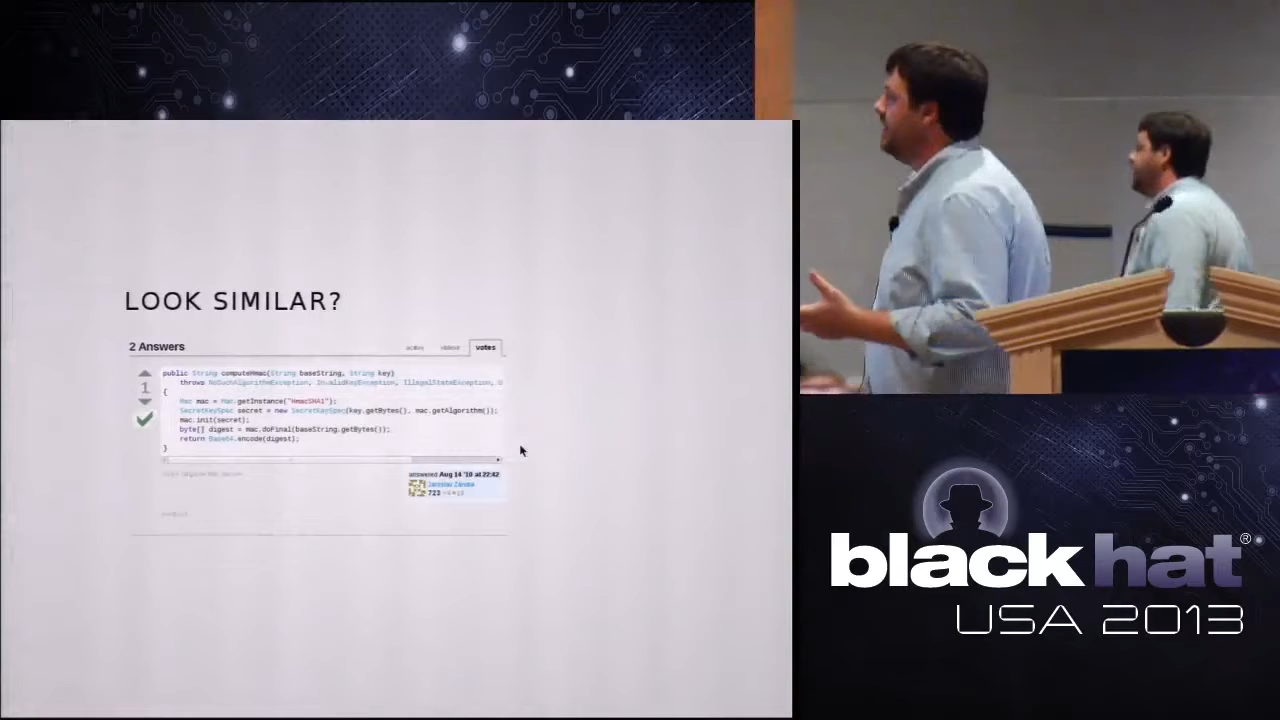 LOOK SIMILAR?
2 Answers
active
votes
public String computeHmac(String baseString, String key)
throws NoSuchAlgorithmException, InvalidKeyException, IllegalStateException, U
1
{
Mac mac = Mac.getInstance("HmacSHA1");
SecretKeySpec secret = new SecretKeySpec(key.getBytes(), mac.getAlgorithm());
mac.init(secret);
byte[] digest = mac.doFinal(baseString.getBytes());
return Base64.encode(digest);
}
answered Aug 14 '10 at 22:42
723
black hat®
USA 2013